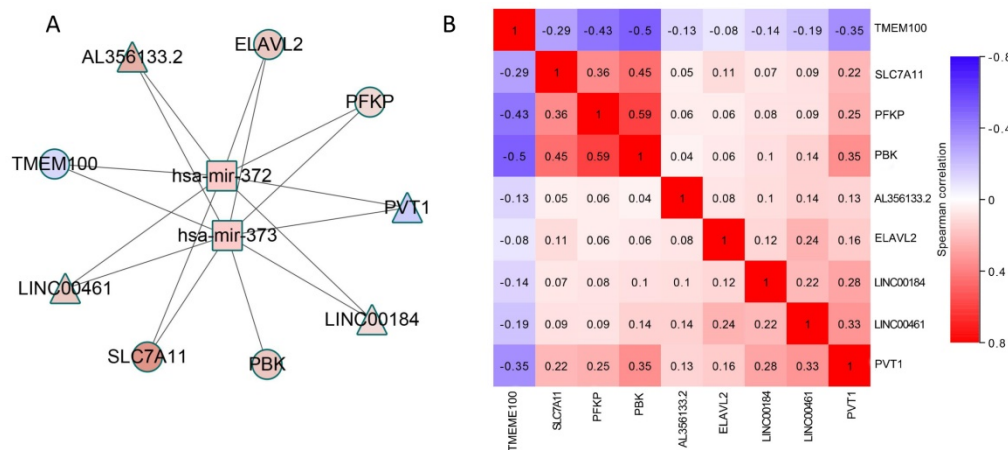 A
AL356133.2
ELAVL2
PFKP
TMEM100
hsa-mir-372
PVT1
hsa-mir-373
LINC00461
LINC00184
SLC7A11
PBK
B
1 -0.29 -0.43 -0.5 -0.13 -0.08 -0.14 -0.19 -0.35 TMEM100
-0.29 1 0.36 0.45 0.05 0.11 0.07 0.09 0.22 SLC7A11
-0.43 0.36 1 0.59 0.06 0.06 0.08 0.09 0.25 PFKP
-0.5 0.45 0.59 1 0.04 0.06 0.1 0.14 0.35 PBK
-0.13 0.05 0.06 0.04 1 0.08 0.1 0.14 0.13 AL356133.2
-0.08 0.11 0.06 0.06 0.08 1 0.12 0.24 0.16 ELAVL2
-0.14 0.07 0.08 0.1 0.1 0.12 1 0.22 0.28 LINC00184
-0.19 0.09 0.09 0.14 0.14 0.24 0.22 1 0.33 LINC00461
-0.35 0.22 0.25 0.35 0.13 0.16 0.28 0.33 1 PVT1
TMEME100
SLC7A11
PFKP
PBK
AL356133.2
ELAVL2
LINC00184
LINC00461
PVT1
-0.8
-0.4
0
0.4
0.8
Spearman correlation